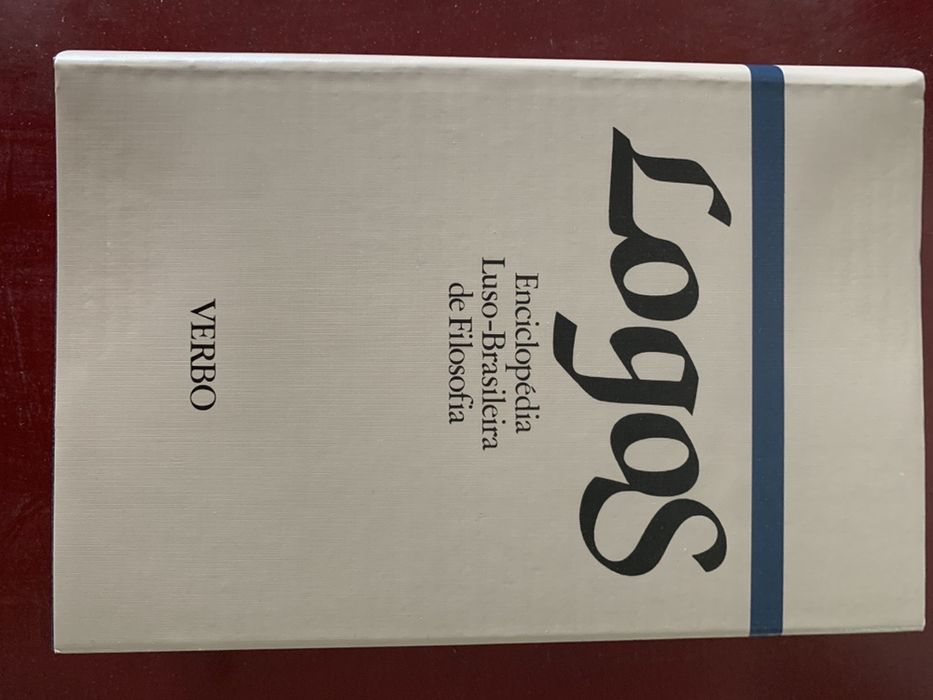 Logos
Enciclopédia
Luso-Brasileira
de Filosofia
VERBO